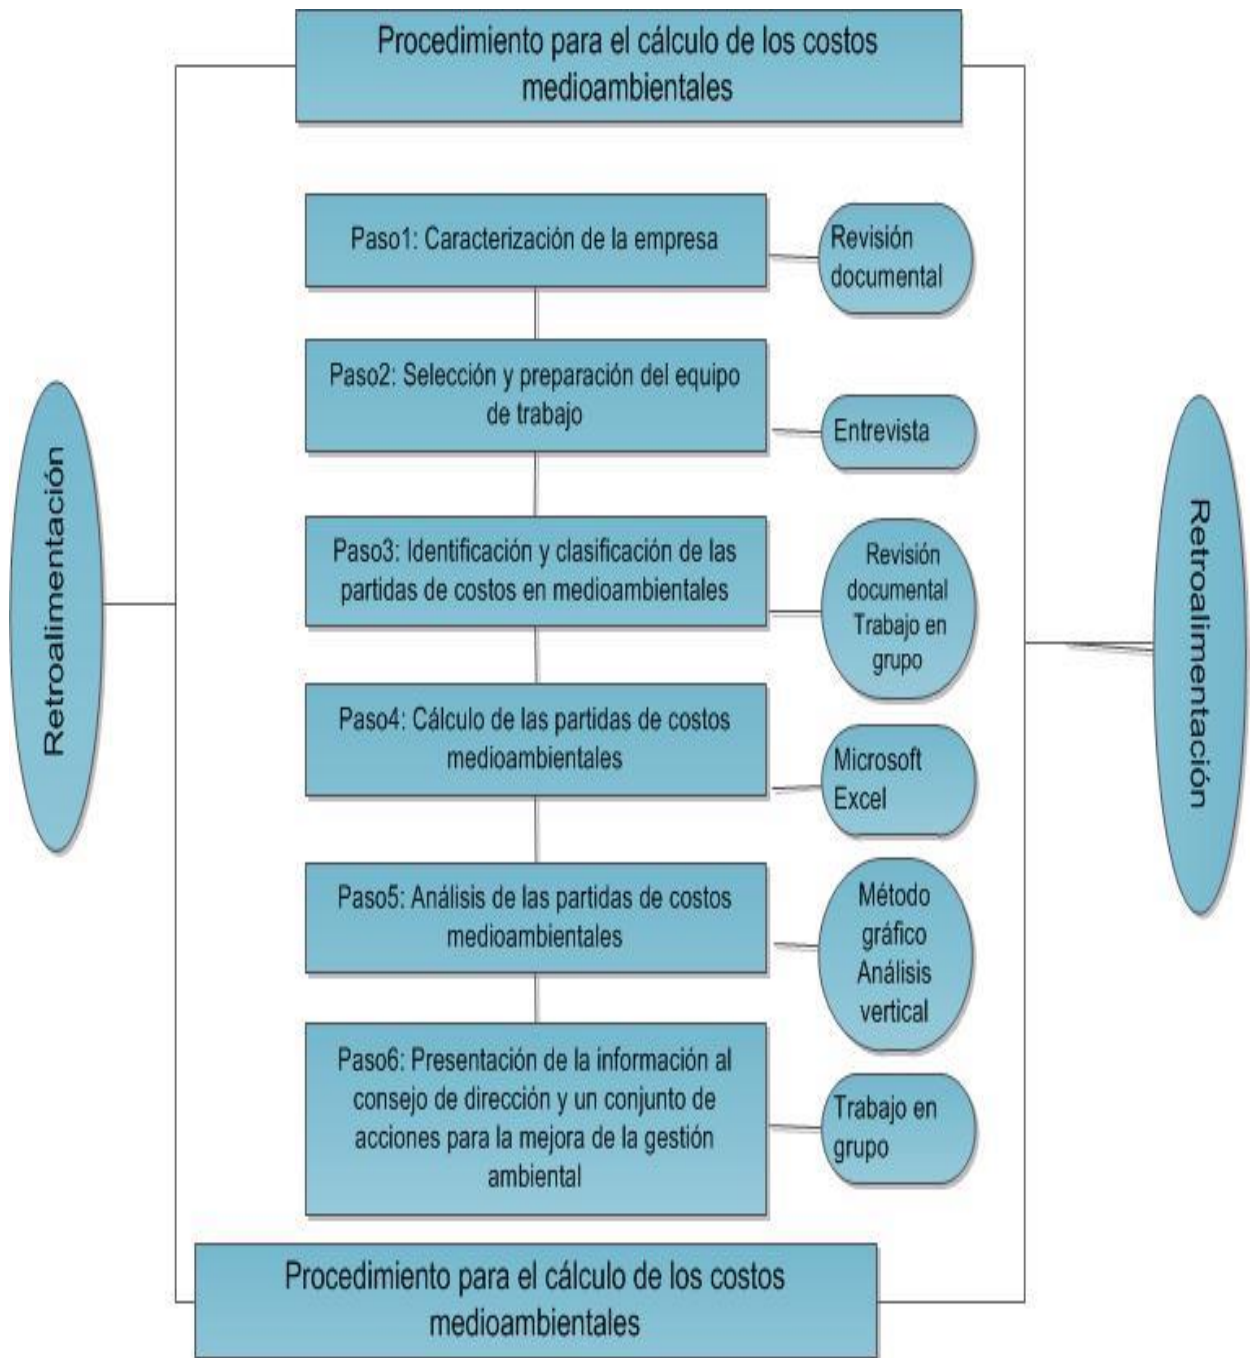 Procedimiento para el cálculo de los costos
medioambientales
Paso1: Caracterización de la empresa
Revisión
documental
Paso2: Selección y preparación del equipo
de trabajo
Entrevista
Paso3: Identificación y clasificación de las
partidas de costos en medioambientales
Revisión
documental
Trabajo en
grupo
Paso4: Cálculo de las partidas de costos
medioambientales
Microsoft
Excel
Paso5: Análisis de las partidas de costos
medioambientales
Método
gráfico
Análisis
vertical
Paso6: Presentación de la información al
consejo de dirección y un conjunto de
acciones para la mejora de la gestión
ambiental
Trabajo en
grupo
Procedimiento para el cálculo de los costos
medioambientales
Retroalimentación
Retroalimentación